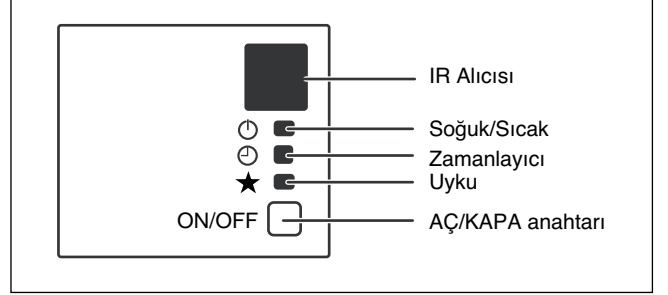 IR Alıcısı
Soğuk/Sıcak
Zamanlayıcı
Uyku
ON/OFF AÇ/KAPA anahtarı